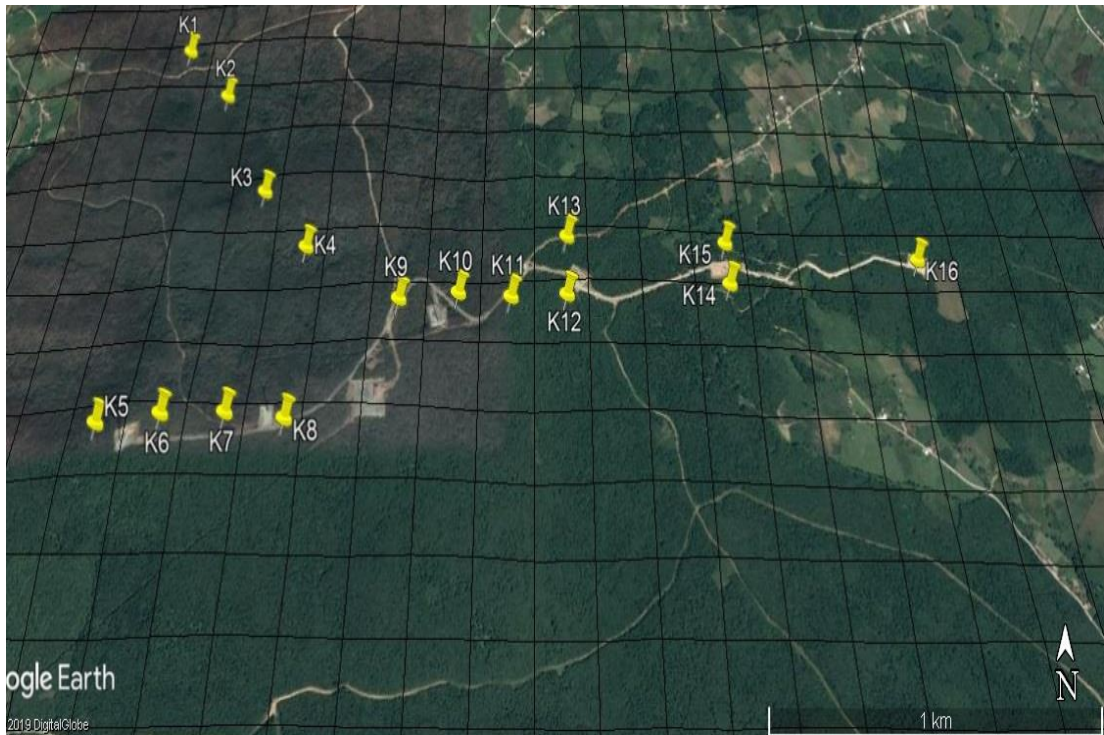 K1
K2
K3
K4
K13
K15
K16
K9
K10
K11
K14
K12
K5
K6
K7
K8
ogle Earth
2019 DigitalGlobe
N
1 km